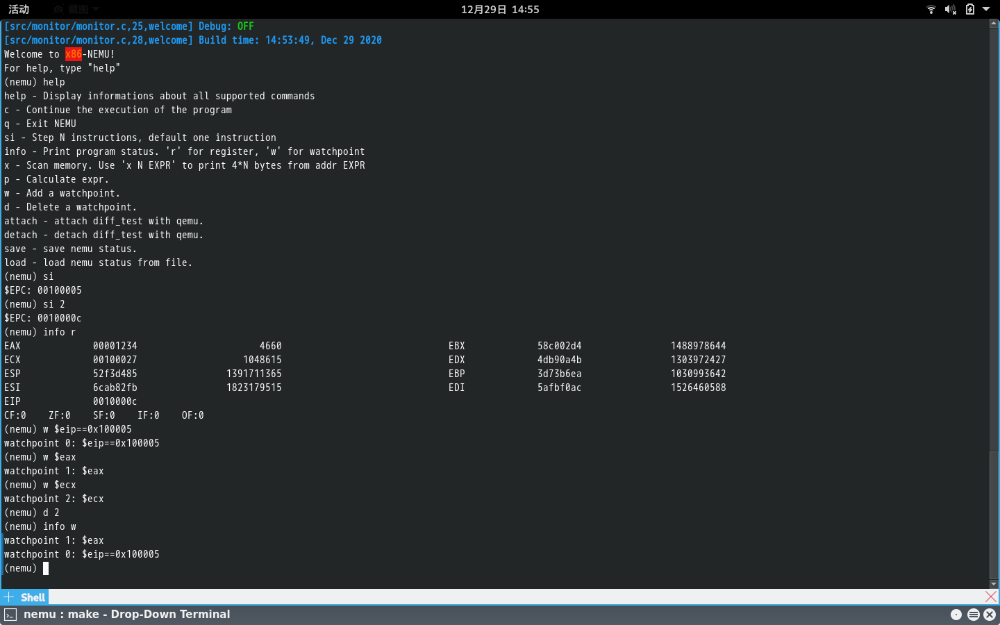 活动 截图 12月29日 14:55
[src/monitor/monitor.c,25,welcome] Debug: OFF
[src/monitor/monitor.c,28,welcome] Build time: 14:53:49, Dec 29 2020
Welcome to x86-NEMU!
For help, type "help"
(nemu) help
help - Display informations about all supported commands
c - Continue the execution of the program
q - Exit NEMU
si - Step N instructions, default one instruction
info - Print program status. 'r' for register, 'w' for watchpoint
x - Scan memory. Use 'x N EXPR' to print 4*N bytes from addr EXPR
p - Calculate expr.
w - Add a watchpoint.
d - Delete a watchpoint.
attach - attach diff_test with qemu.
detach - detach diff_test with qemu.
save - save nemu status.
load - load nemu status from file.
(nemu) si
$EPC: 00100005
(nemu) si 2
$EPC: 0010000c
(nemu) info r
EAX 00001234 4660 EBX 58c002d4 1488978644
ECX 00100027 1048615 EDX 4db90a4b 1303972427
ESP 52f3d485 1391711365 EBP 3d73b6ea 1030993642
ESI 6cab82fb 1823179515 EDI 5afbf0ac 1526460588
EIP 0010000c
CF:0 ZF:0 SF:0 IF:0 OF:0
(nemu) w $eip==0x100005
watchpoint 0: $eip==0x100005
(nemu) w $eax
watchpoint 1: $eax
(nemu) w $ecx
watchpoint 2: $ecx
(nemu) d 2
(nemu) info w
watchpoint 1: $eax
watchpoint 0: $eip==0x100005
(nemu)
Shell
nemu : make - Drop-Down Terminal